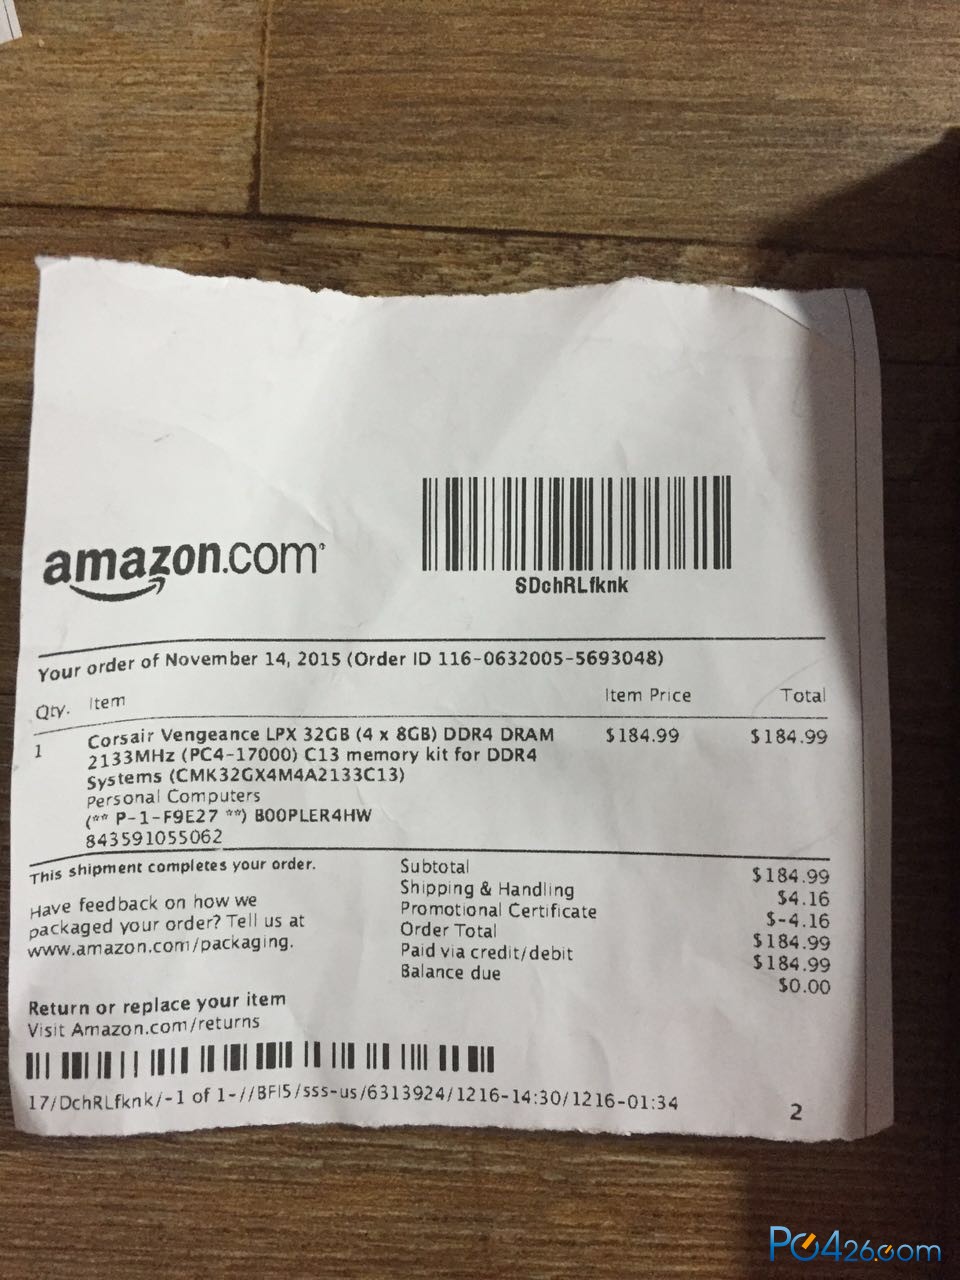 amazon.com
SDchRLfknk
Your order of November 14, 2015 (Order ID 116-0632005-5693048)
Qty. Item Item Price Total
1 Corsair Vengeance LPX 32GB (4 x 8GB) DDR4 DRAM $184.99 $184.99
2133MHz (PC4-17000) C13 memory kit for DDR4
Systems (CMK32GX4M4A2133C13)
Personal Computers
(** P-1-F9E27 **) B00PLER4HW
843591055062
This shipment completes your order.
Have feedback on how we
packaged your order? Tell us at
www.amazon.com/packaging.
Subtotal $184.99
Shipping & Handling $4.16
Promotional Certificate $-4.16
Order Total $184.99
Paid via credit/debit $184.99
Balance due $0.00
Return or replace your item
Visit Amazon.com/returns
17/DchRLfknk/-1 of 1-//BFI5/sss-us/6313924/1216-14:30/1216-01:34
2
PC426.com